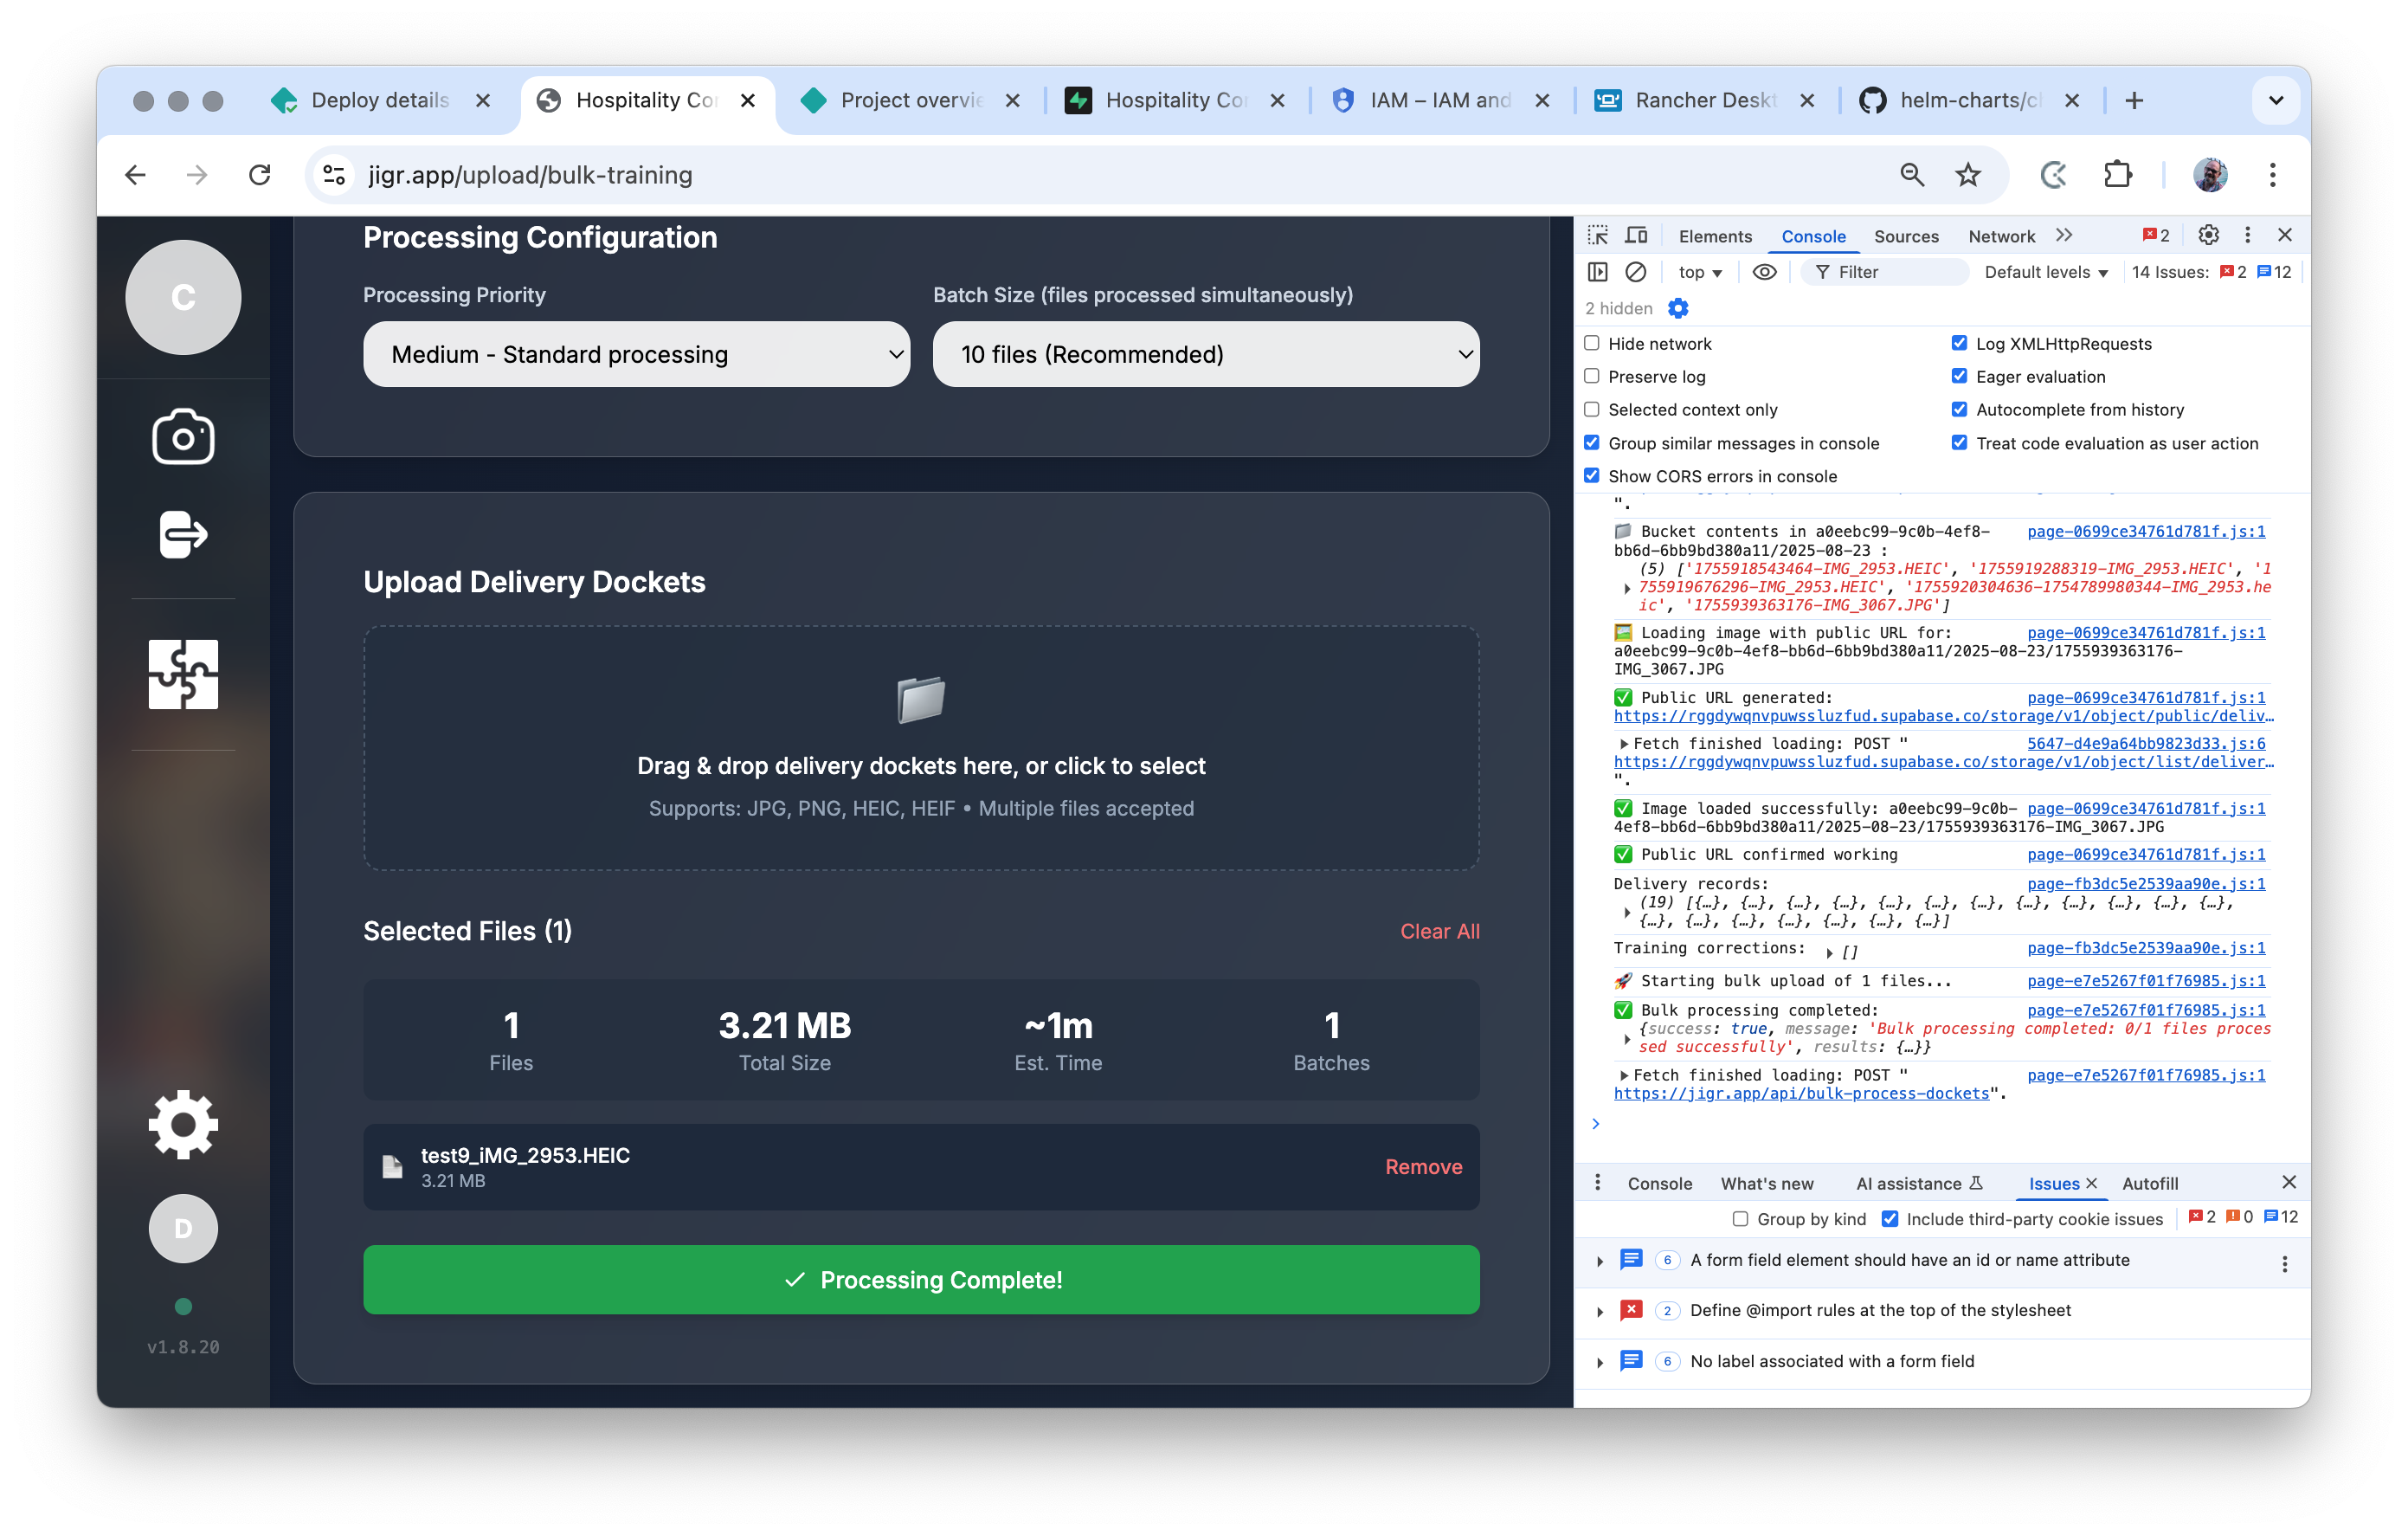 Deploy details
Hospitality Co
Project overvie
Hospitality Co
IAM – IAM and
Rancher Deskt
helm-charts/c
jigr.app/upload/bulk-training
C
D
v1.8.20
Processing Configuration
Processing Priority
Batch Size (files processed simultaneously)
Medium - Standard processing
10 files (Recommended)
Upload Delivery Dockets
Drag & drop delivery dockets here, or click to select
Supports: JPG, PNG, HEIC, HEIF • Multiple files accepted
Selected Files (1)
Clear All
1
3.21 MB
~1m
1
Files
Total Size
Est. Time
Batches
test9_iMG_2953.HEIC
3.21 MB
Remove
Processing Complete!
Elements
Console
Sources
Network
2
top
Filter
Default levels
14 Issues:
2
12
2 hidden
Hide network
Log XMLHttpRequests
Preserve log
Eager evaluation
Selected context only
Autocomplete from history
Group similar messages in console
Treat code evaluation as user action
Show CORS errors in console
".
Bucket contents in a0eebc99-9c0b-4ef8- page-0699ce34761d781f.js:1
bb6d-6bb9bd380a11/2025-08-23 :
(5) ['1755918543464-IMG_2953.HEIC', '1755919288319-IMG_2953.HEIC', '1
755919676296-IMG_2953.HEIC', '1755920304636-1754789980344-IMG_2953.he
ic', '1755939363176-IMG_3067.JPG']
Loading image with public URL for: page-0699ce34761d781f.js:1
a0eebc99-9c0b-4ef8-bb6d-6bb9bd380a11/2025-08-23/1755939363176-
IMG_3067.JPG
Public URL generated: page-0699ce34761d781f.js:1
https://rggdywqnvpuwssluzfud.supabase.co/storage/v1/object/public/deliv…
Fetch finished loading: POST " 5647-d4e9a64bb9823d33.js:6
https://rggdywqnvpuwssluzfud.supabase.co/storage/v1/object/list/deliver…
".
Image loaded successfully: a0eebc99-9c0b- page-0699ce34761d781f.js:1
4ef8-bb6d-6bb9bd380a11/2025-08-23/1755939363176-IMG_3067.JPG
Public URL confirmed working page-0699ce34761d781f.js:1
Delivery records: page-fb3dc5e2539aa90e.js:1
(19) [{…}, {…}, {…}, {…}, {…}, {…}, {…}, {…}, {…}, {…}, {…}, {…},
{…}, {…}, {…}, {…}, {…}, {…}, {…}]
Training corrections: [] page-fb3dc5e2539aa90e.js:1
Starting bulk upload of 1 files... page-e7e5267f01f76985.js:1
Bulk processing completed: page-e7e5267f01f76985.js:1
{success: true, message: 'Bulk processing completed: 0/1 files proces
sed successfully', results: {…}}
Fetch finished loading: POST " page-e7e5267f01f76985.js:1
https://jigr.app/api/bulk-process-dockets".
Console
What's new
AI assistance
Issues
Autofill
Group by kind
Include third-party cookie issues
2
0
12
6 A form field element should have an id or name attribute
2 Define @import rules at the top of the stylesheet
6 No label associated with a form field